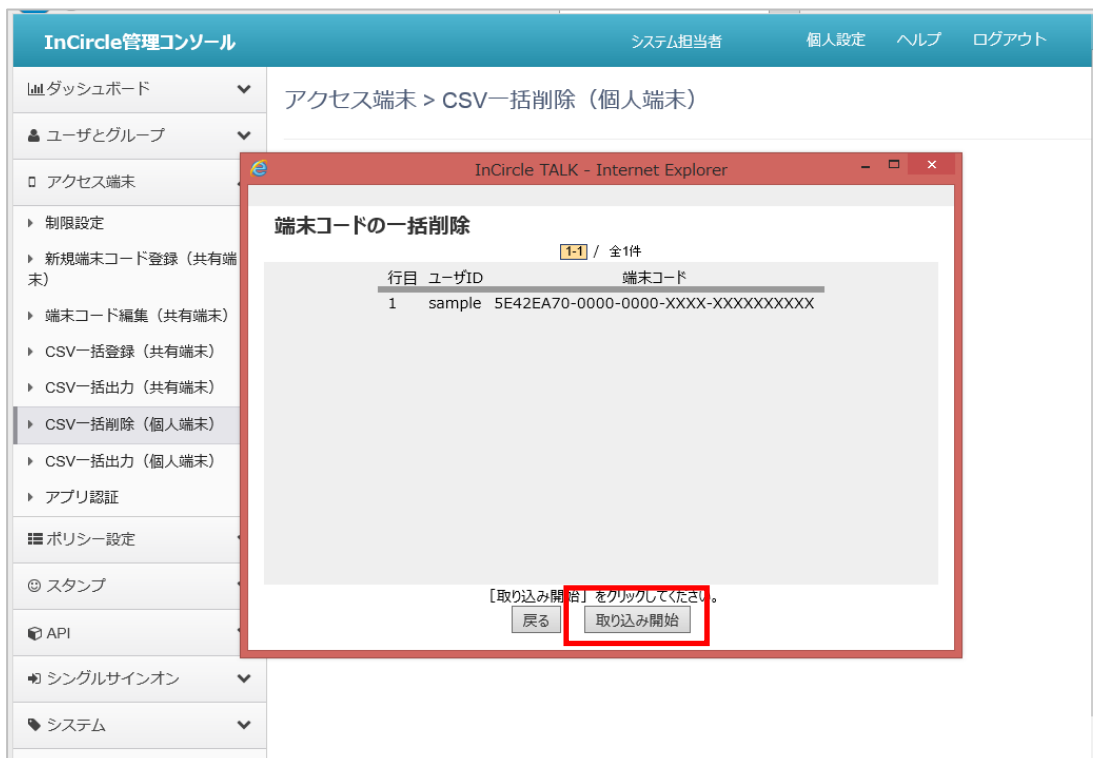 InCircle管理コンソール
システム担当者
個人設定
ヘルプ
ログアウト
ダッシュボード
ユーザとグループ
アクセス端末
制限設定
新規端末コード登録（共有端
末）
端末コード編集（共有端末）
CSV一括登録（共有端末）
CSV一括出力（共有端末）
CSV一括削除（個人端末）
CSV一括出力（個人端末）
アプリ認証
ポリシー設定
スタンプ
API
シングルサインオン
システム
アクセス端末 > CSV一括削除（個人端末）
InCircle TALK - Internet Explorer
端末コードの一括削除
1-1 / 全1件
行目 ユーザID 端末コード
1 sample 5E42EA70-0000-0000-XXXX-XXXXXXXXXX
［取り込み開始］をクリックしてください。
戻る
取り込み開始